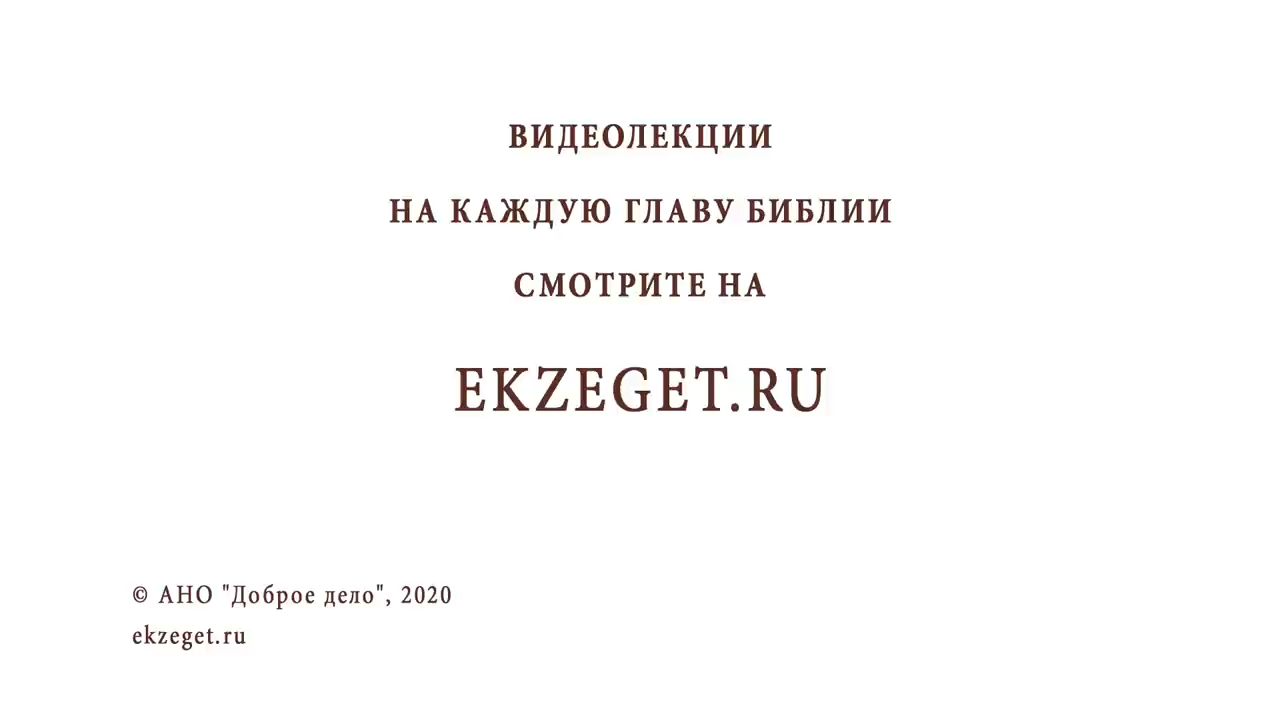 ВИДЕОЛЕКЦИИ
НА КАЖДУЮ ГЛАВУ БИБЛИИ
СМОТРИТЕ НА
EKZEGET.RU
© АНО "Доброе дело", 2020
ekzeget.ru